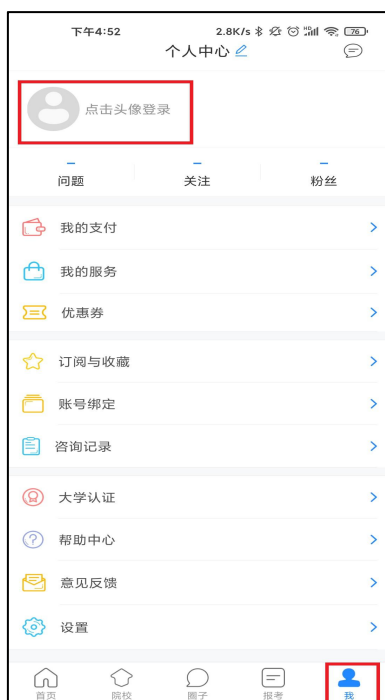 下午4:52 2.8K/s 76
个人中心
点击头像登录
问题 关注 粉丝
我的支付
我的服务
优惠券
订阅与收藏
账号绑定
咨询记录
大学认证
帮助中心
意见反馈
设置
首页 院校 圈子 报考 我